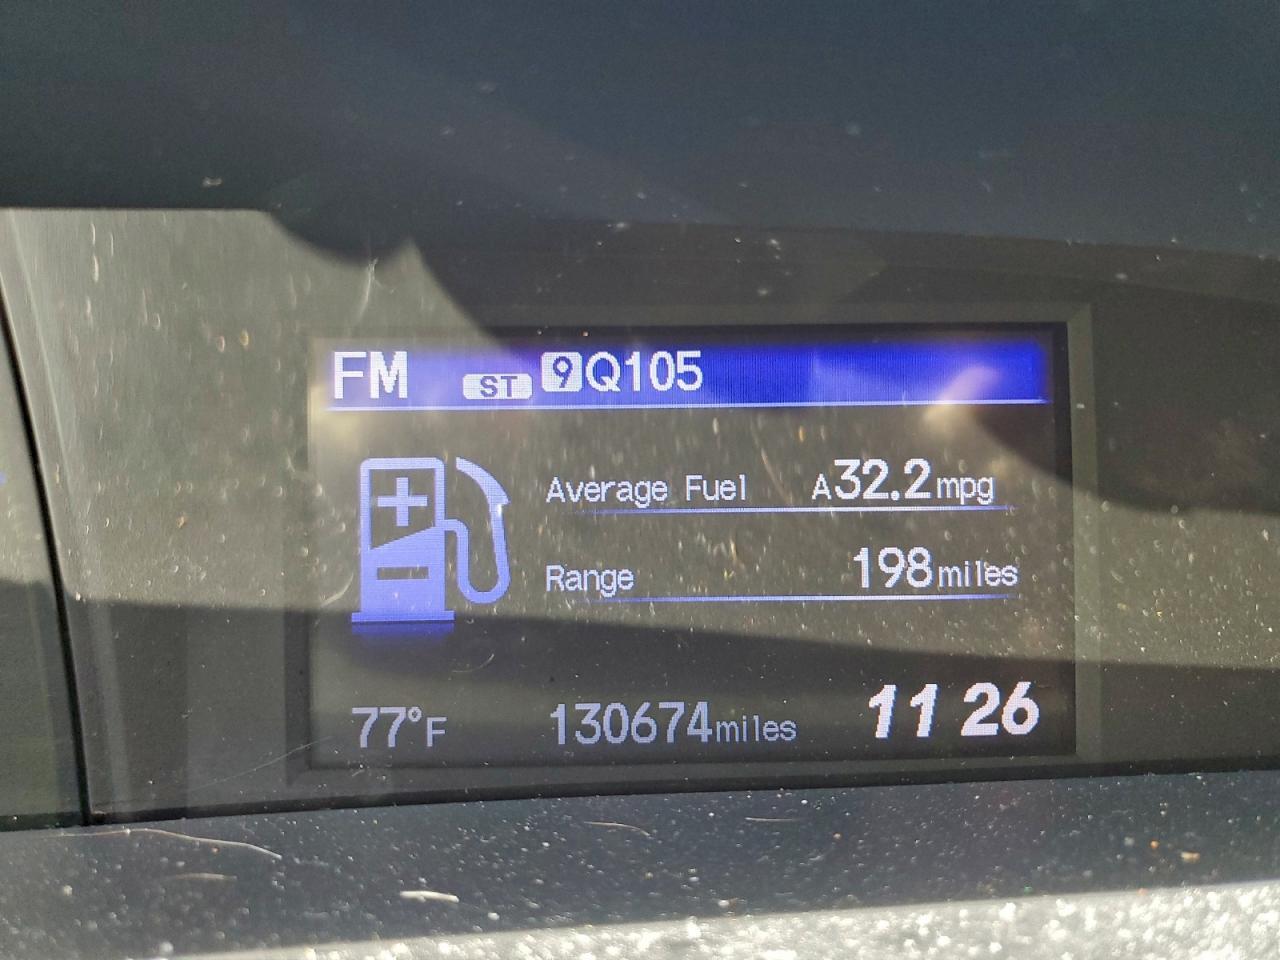 FM ST 9 Q105
Average Fuel A32.2mpg
Range 198miles
77°F 130674miles 11 26